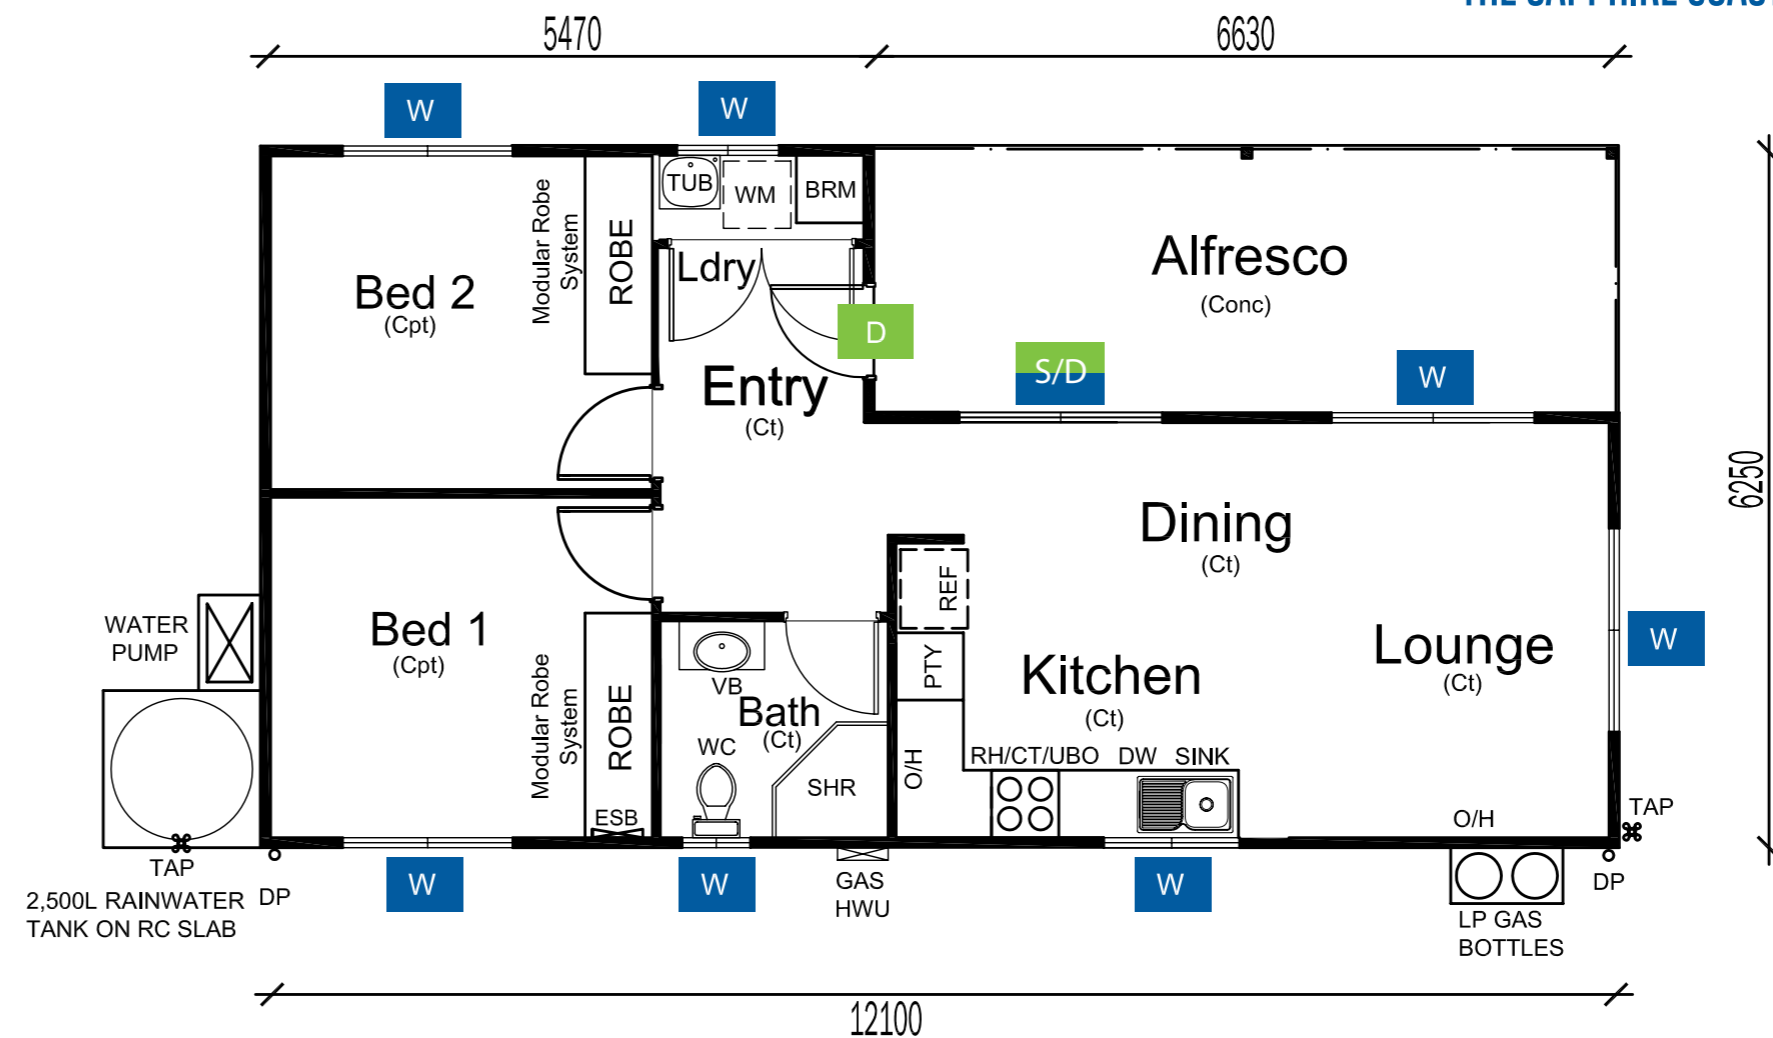 5470
6630
W
W
TUB
WM
BRM
Modular Robe
System
ROBE
Bed 2
(Cpt)
Ldry
Alfresco
(Conc)
D
S/D
W
Entry
(Ct)
6250
Dining
(Ct)
REF
WATER
PUMP
Bed 1
(Cpt)
Modular Robe
System
ROBE
VB
Bath
(Ct)
PTY
Kitchen
(Ct)
Lounge
(Ct)
W
WC
SHR
O/H
RH/CT/UBO
DW
SINK
ESB
O/H
TAP
TAP
2,500L RAINWATER
TANK ON RC SLAB
DP
W
W
GAS
HWU
W
LP GAS
BOTTLES
DP
12100